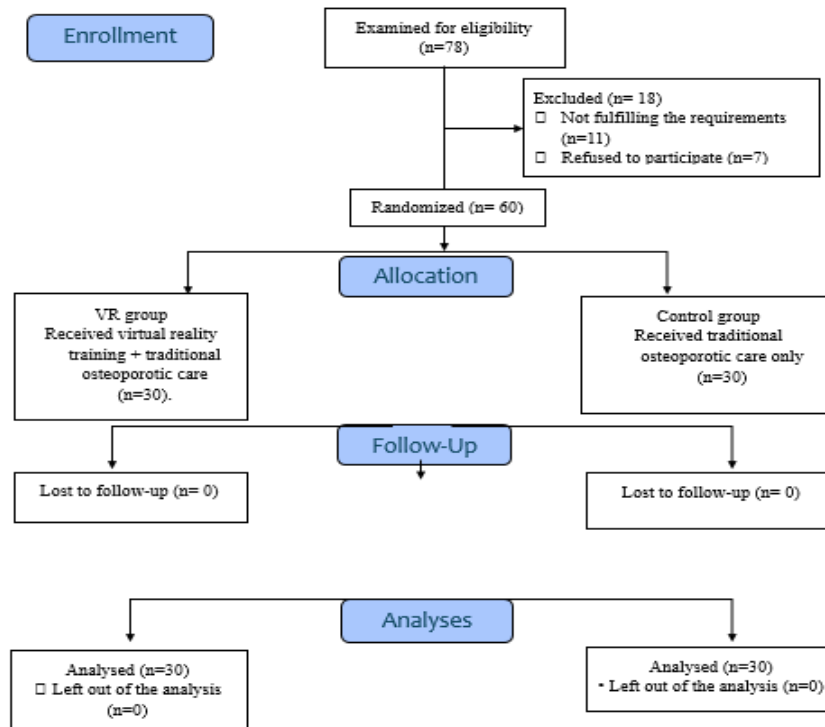 Enrollment
Examined for eligibility
(n=78)
Excluded (n= 18)
□ Not fulfilling the requirements
(n=11)
□ Refused to participate (n=7)
Randomized (n= 60)
Allocation
VR group
Received virtual reality
training + traditional
osteoporotic care
(n=30).
Control group
Received traditional
osteoporotic care only
(n=30)
Follow-Up
Lost to follow-up (n= 0)
Lost to follow-up (n= 0)
Analyses
Analysed (n=30)
□ Left out of the analysis
(n=0)
Analysed (n=30)
• Left out of the analysis (n=0)